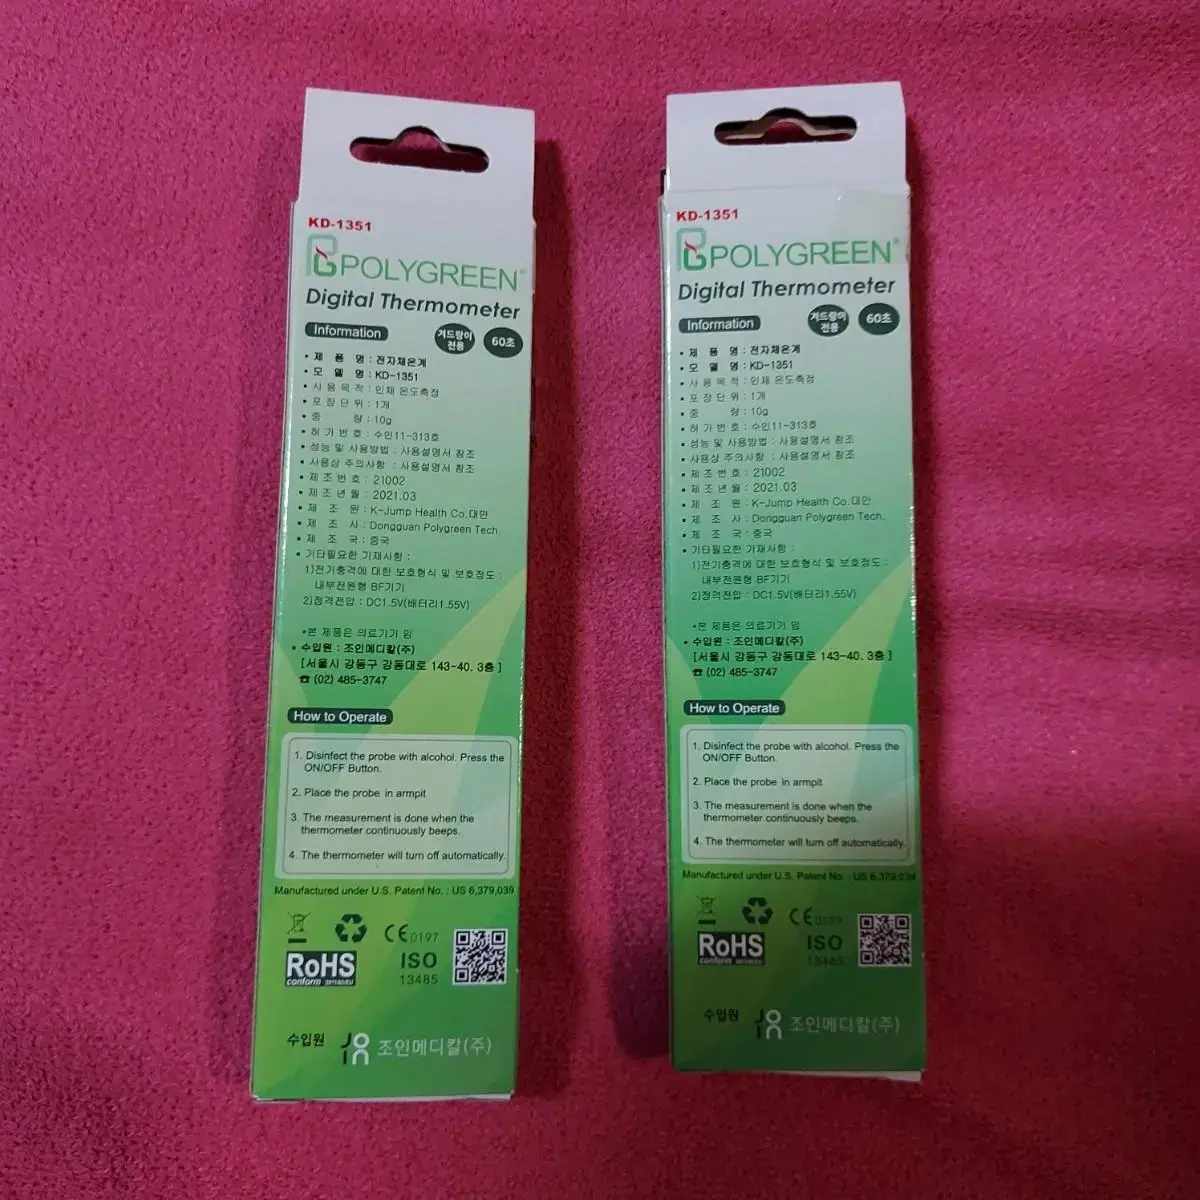 KD-1351
POLYGREEN®
Digital Thermometer
Information
겨드랑이
전용
60초
• 제 품 명 : 전자체온계
• 모 델 명 : KD-1351
• 사 용 목 적 : 인체 온도측정
• 포 장 단 위 : 1개
• 중 량 : 10g
• 허 가 번 호 : 수인11-313호
• 성능 및 사용방법 : 사용설명서 참조
• 사용상 주의사항 : 사용설명서 참조
• 제 조 번 호 : 21002
• 제 조 년 월 : 2021.03
• 제 조 원 : K-Jump Health Co.대만
• 제 조 사 : Dongguan Polygreen Tech.
• 제 조 국 : 중국
• 기타필요한 기재사항 :
1)전기충격에 대한 보호형식 및 보호정도 :
내부전원형 BF기기
2)정격전압 : DC1.5V(배터리1.55V)
•본 제품은 의료기기 임
• 수입원 : 조인메디칼(주)
[서울시 강동구 강동대로 143-40. 3층 ]
☎ (02) 485-3747
How to Operate
1. Disinfect the probe with alcohol. Press the
ON/OFF Button.
2. Place the probe in armpit
3. The measurement is done when the
thermometer continuously beeps.
4. The thermometer will turn off automatically.
Manufactured under U.S. Patent No. : US 6,379,039
CE 0197
RoHS
conform
ISO
13485
수입원 조인메디칼(주)
KD-1351
POLYGREEN®
Digital Thermometer
Information
겨드랑이
전용
60초
• 제 품 명 : 전자체온계
• 모 델 명 : KD-1351
• 사 용 목 적 : 인체 온도측정
• 포 장 단 위 : 1개
• 중 량 : 10g
• 허 가 번 호 : 수인11-313호
• 성능 및 사용방법 : 사용설명서 참조
• 사용상 주의사항 : 사용설명서 참조
• 제 조 번 호 : 21002
• 제 조 년 월 : 2021.03
• 제 조 원 : K-Jump Health Co.대만
• 제 조 사 : Dongguan Polygreen Tech.
• 제 조 국 : 중국
• 기타필요한 기재사항 :
1)전기충격에 대한 보호형식 및 보호정도 :
내부전원형 BF기기
2)정격전압 : DC1.5V(배터리1.55V)
•본 제품은 의료기기 임
• 수입원 : 조인메디칼(주)
[서울시 강동구 강동대로 143-40. 3층 ]
☎ (02) 485-3747
How to Operate
1. Disinfect the probe with alcohol. Press the
ON/OFF Button.
2. Place the probe in armpit
3. The measurement is done when the
thermometer continuously beeps.
4. The thermometer will turn off automatically.
Manufactured under U.S. Patent No. : US 6,379,039
CE 0197
RoHS
conform
ISO
13485
수입원 조인메디칼(주)